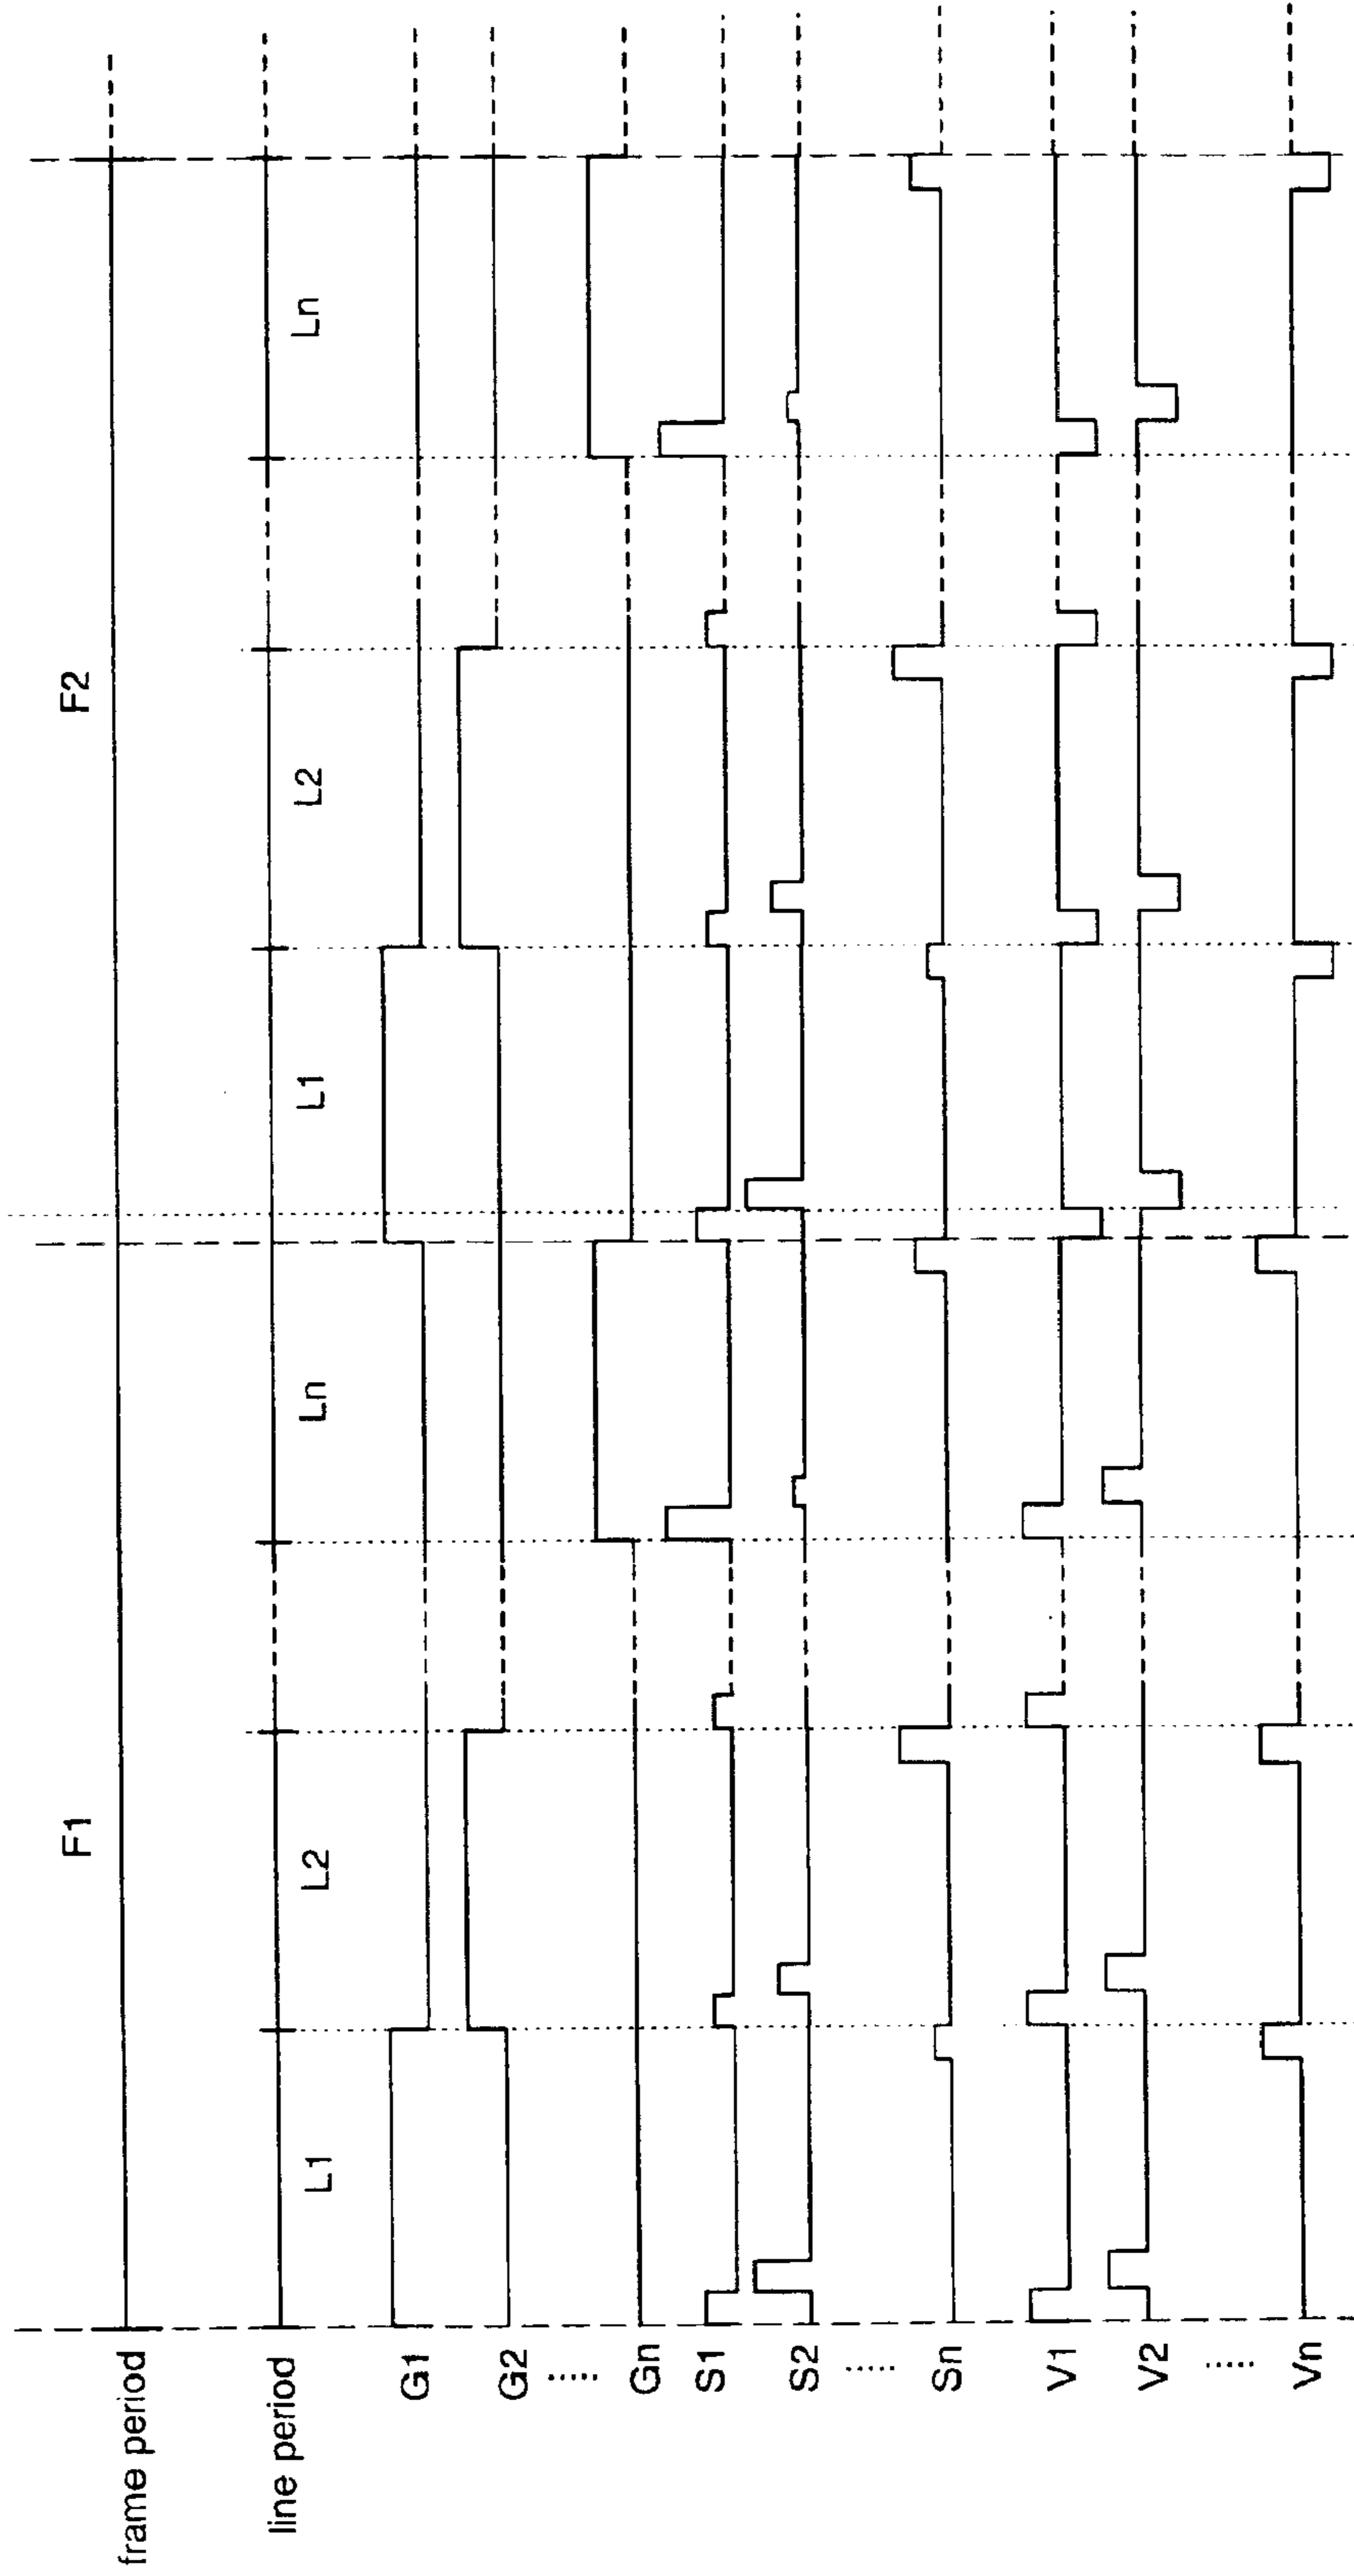 F1 F2
frame period
L1 L2 Ln L1 L2 Ln
line period
G1
G2
......
Gn
S1
S2
......
Sn
V1
V2
......
Vn